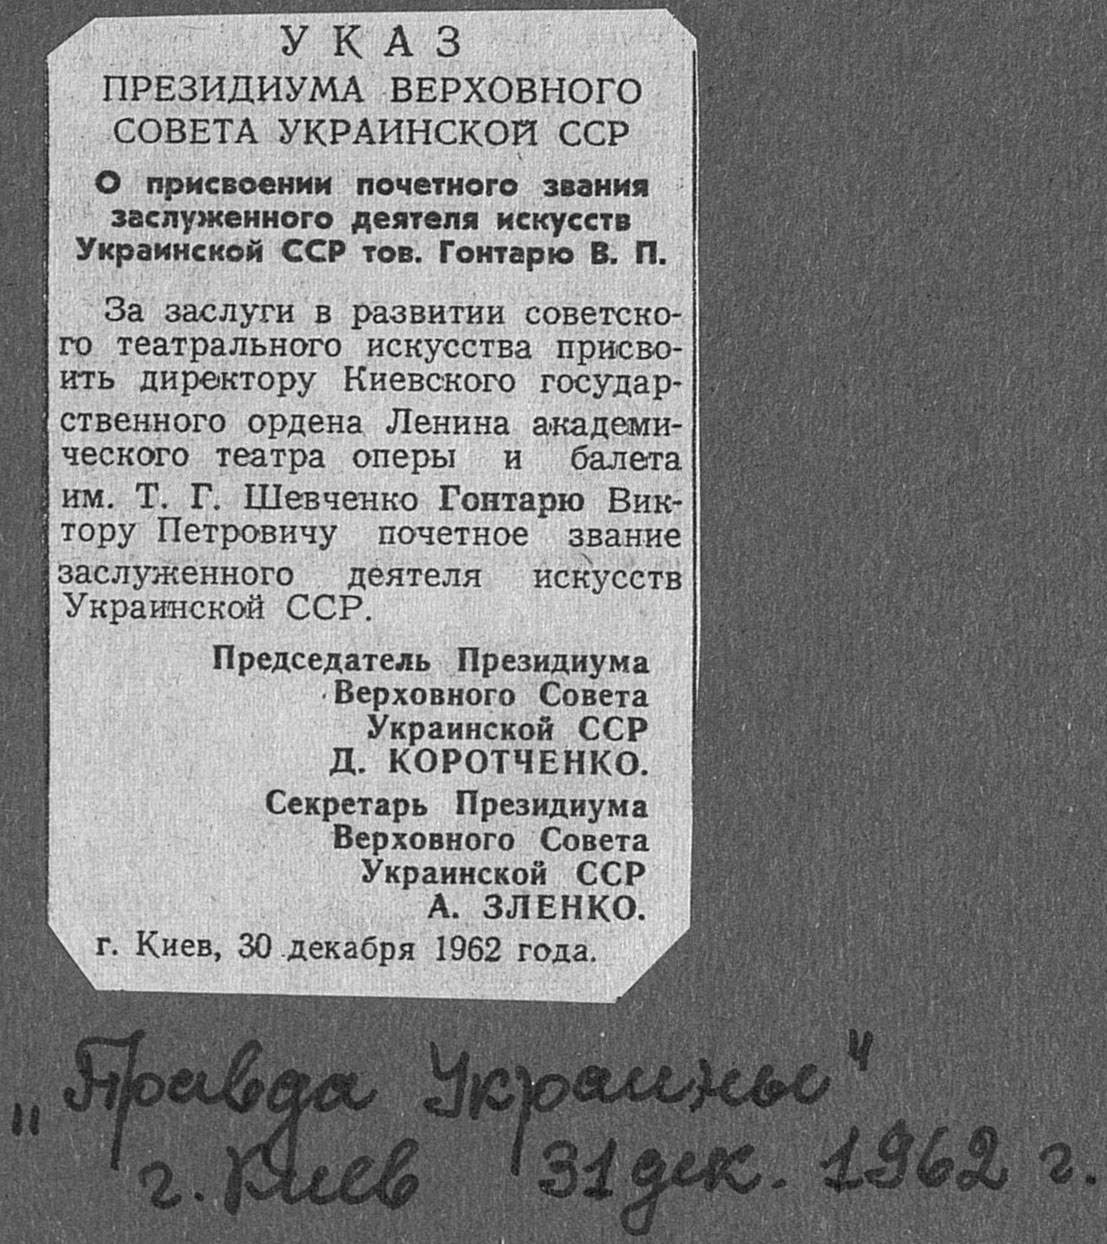 УКАЗ
ПРЕЗИДИУМА ВЕРХОВНОГО
СОВЕТА УКРАИНСКОЙ ССР
О присвоении почетного звания
заслуженного деятеля искусств
Украинской ССР тов. Гонтарю В. П.
За заслуги в развитии советско-
го театрального искусства присво-
ить директору Киевского государ-
ственного ордена Ленина академи-
ческого театра оперы и балета
им. Т. Г. Шевченко Гонтарю Вик-
тору Петровичу почетное звание
заслуженного деятеля искусств
Украинской ССР.
Председатель Президиума
Верховного Совета
Украинской ССР
Д. КОРОТЧЕНКО.
Секретарь Президиума
Верховного Совета
Украинской ССР
А. ЗЛЕНКО.
г. Киев, 30 декабря 1962 года.
„Правда Украины"
г. Киев 31 дек. 1962 г.